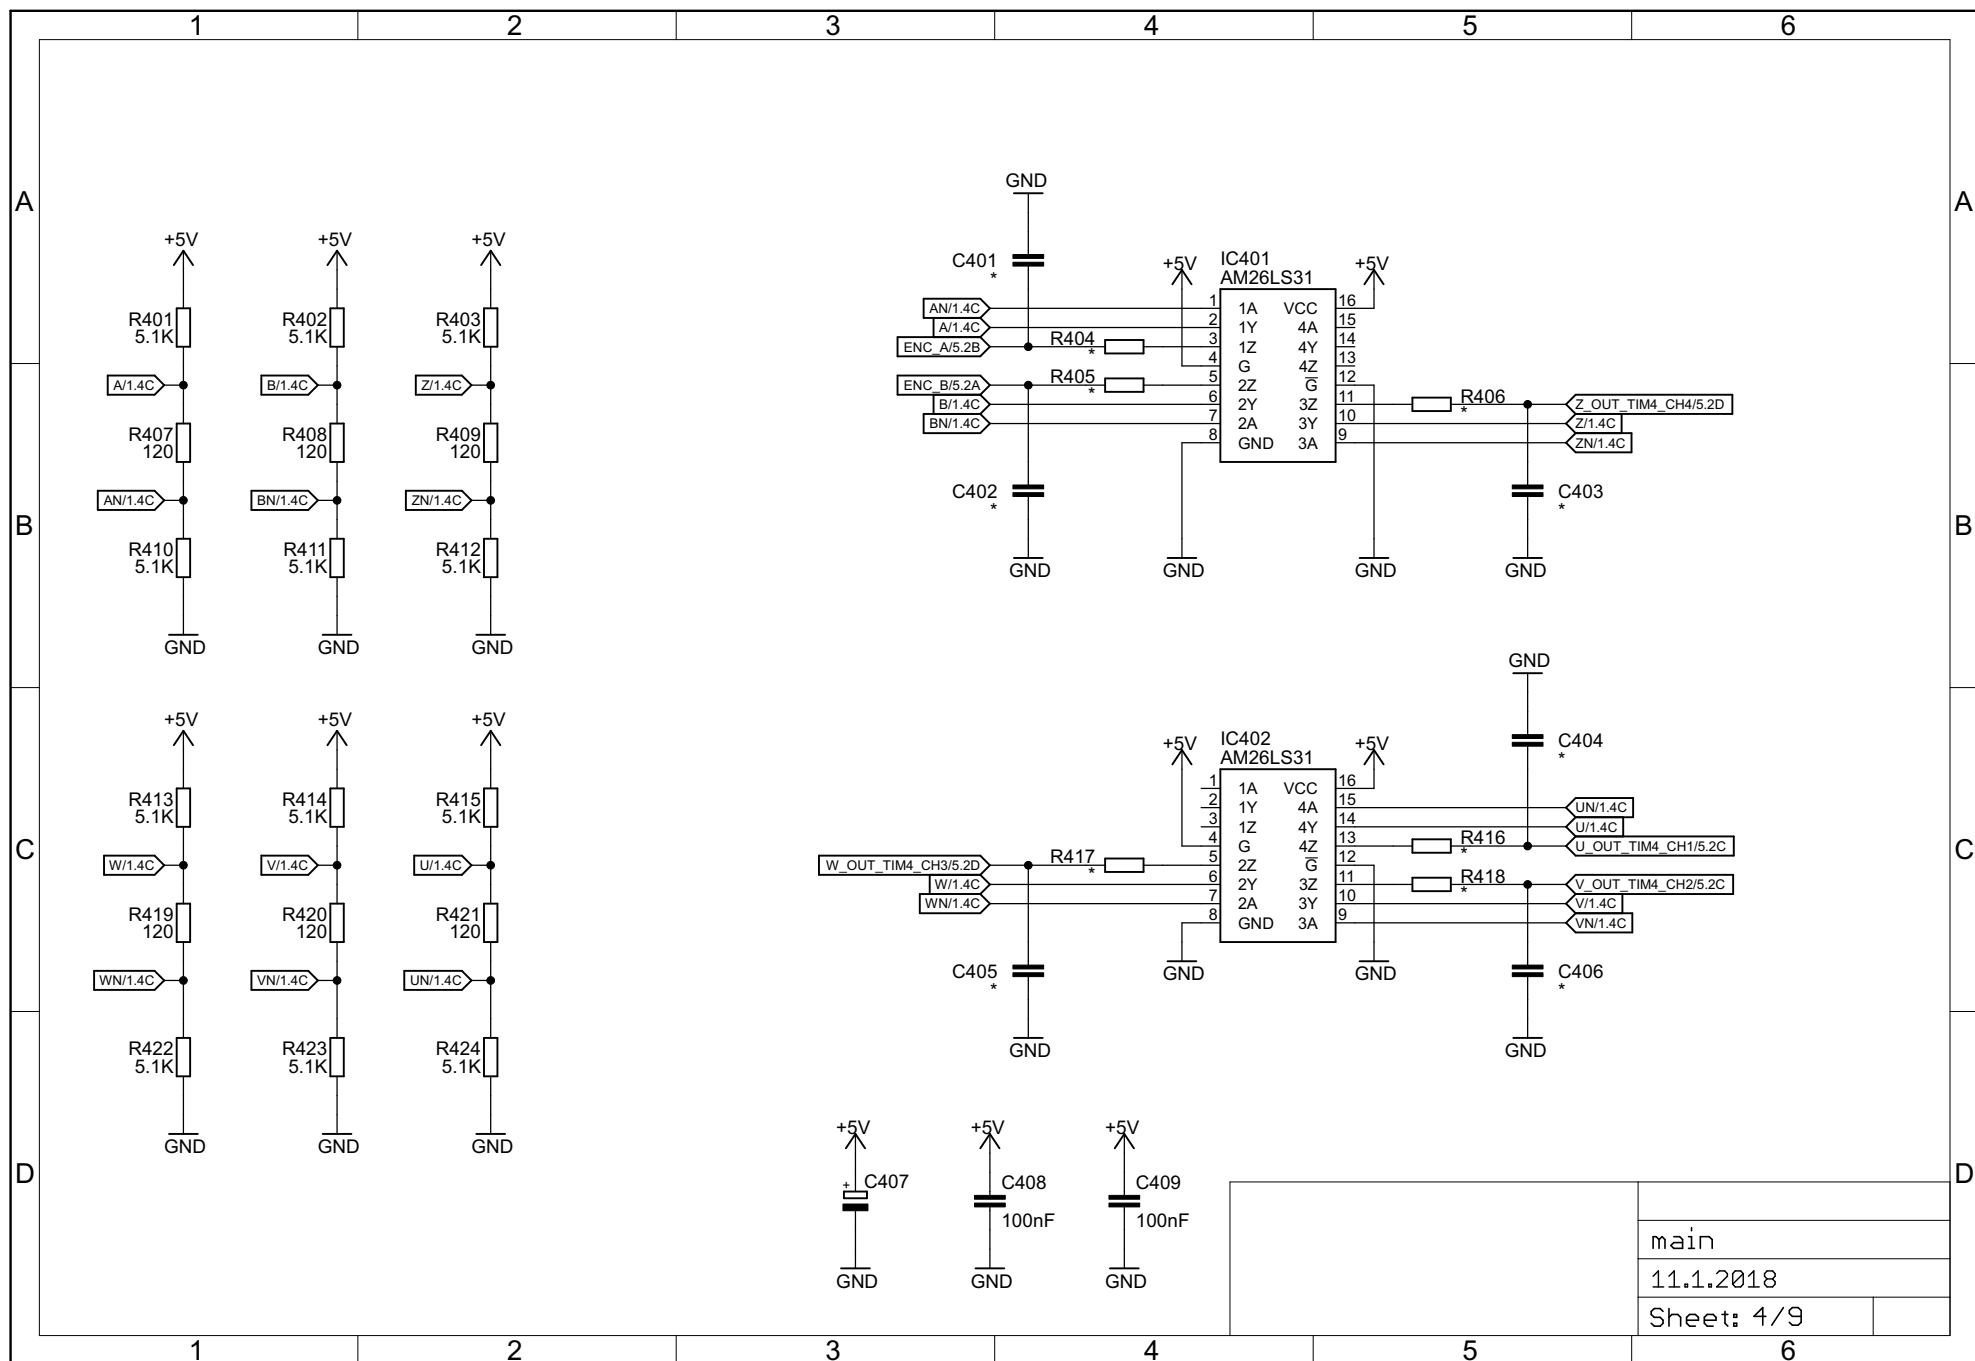 1 2 3 4 5 6
A A
GND
+5V +5V +5V
C401
*
IC401
AM26LS31
+5V +5V
R401
5.1K
R402
5.1K
R403
5.1K
AN/1.4C
A/1.4C
ENC_A/5.2B
R404
*
1 1A VCC 16
2 1Y 4A 15
3 1Z 4Y 14
4 G 4Z 13
5 2Z G 12
6 2Y 3Z 11
7 2A 3Y 10
8 GND 3A 9
A/1.4C B/1.4C Z/1.4C
ENC_B/5.2A
B/1.4C
BN/1.4C
R405
*
R406
*
Z_OUT_TIM4_CH4/5.2D
Z/1.4C
ZN/1.4C
R407
120
R408
120
R409
120
AN/1.4C BN/1.4C ZN/1.4C
C402
*
C403
*
B B
R410
5.1K
R411
5.1K
R412
5.1K
GND GND GND GND
GND GND GND
GND
+5V +5V +5V
IC402
AM26LS31
+5V +5V
C404
*
R413
5.1K
R414
5.1K
R415
5.1K
1 1A VCC 16
2 1Y 4A 15
3 1Z 4Y 14
4 G 4Z 13
5 2Z G 12
6 2Y 3Z 11
7 2A 3Y 10
8 GND 3A 9
UN/1.4C
U/1.4C
U_OUT_TIM4_CH1/5.2C
R416
*
C C
W/1.4C V/1.4C U/1.4C
W_OUT_TIM4_CH3/5.2D
W/1.4C
WN/1.4C
R417
*
R418
*
V_OUT_TIM4_CH2/5.2C
V/1.4C
VN/1.4C
R419
120
R420
120
R421
120
WN/1.4C VN/1.4C UN/1.4C
C405
*
GND GND
C406
*
R422
5.1K
R423
5.1K
R424
5.1K
GND GND
GND GND GND
+5V +5V +5V
D D
+ C407
C408
100nF
C409
100nF
GND GND GND
main
11.1.2018
Sheet: 4/9
1 2 3 4 5 6